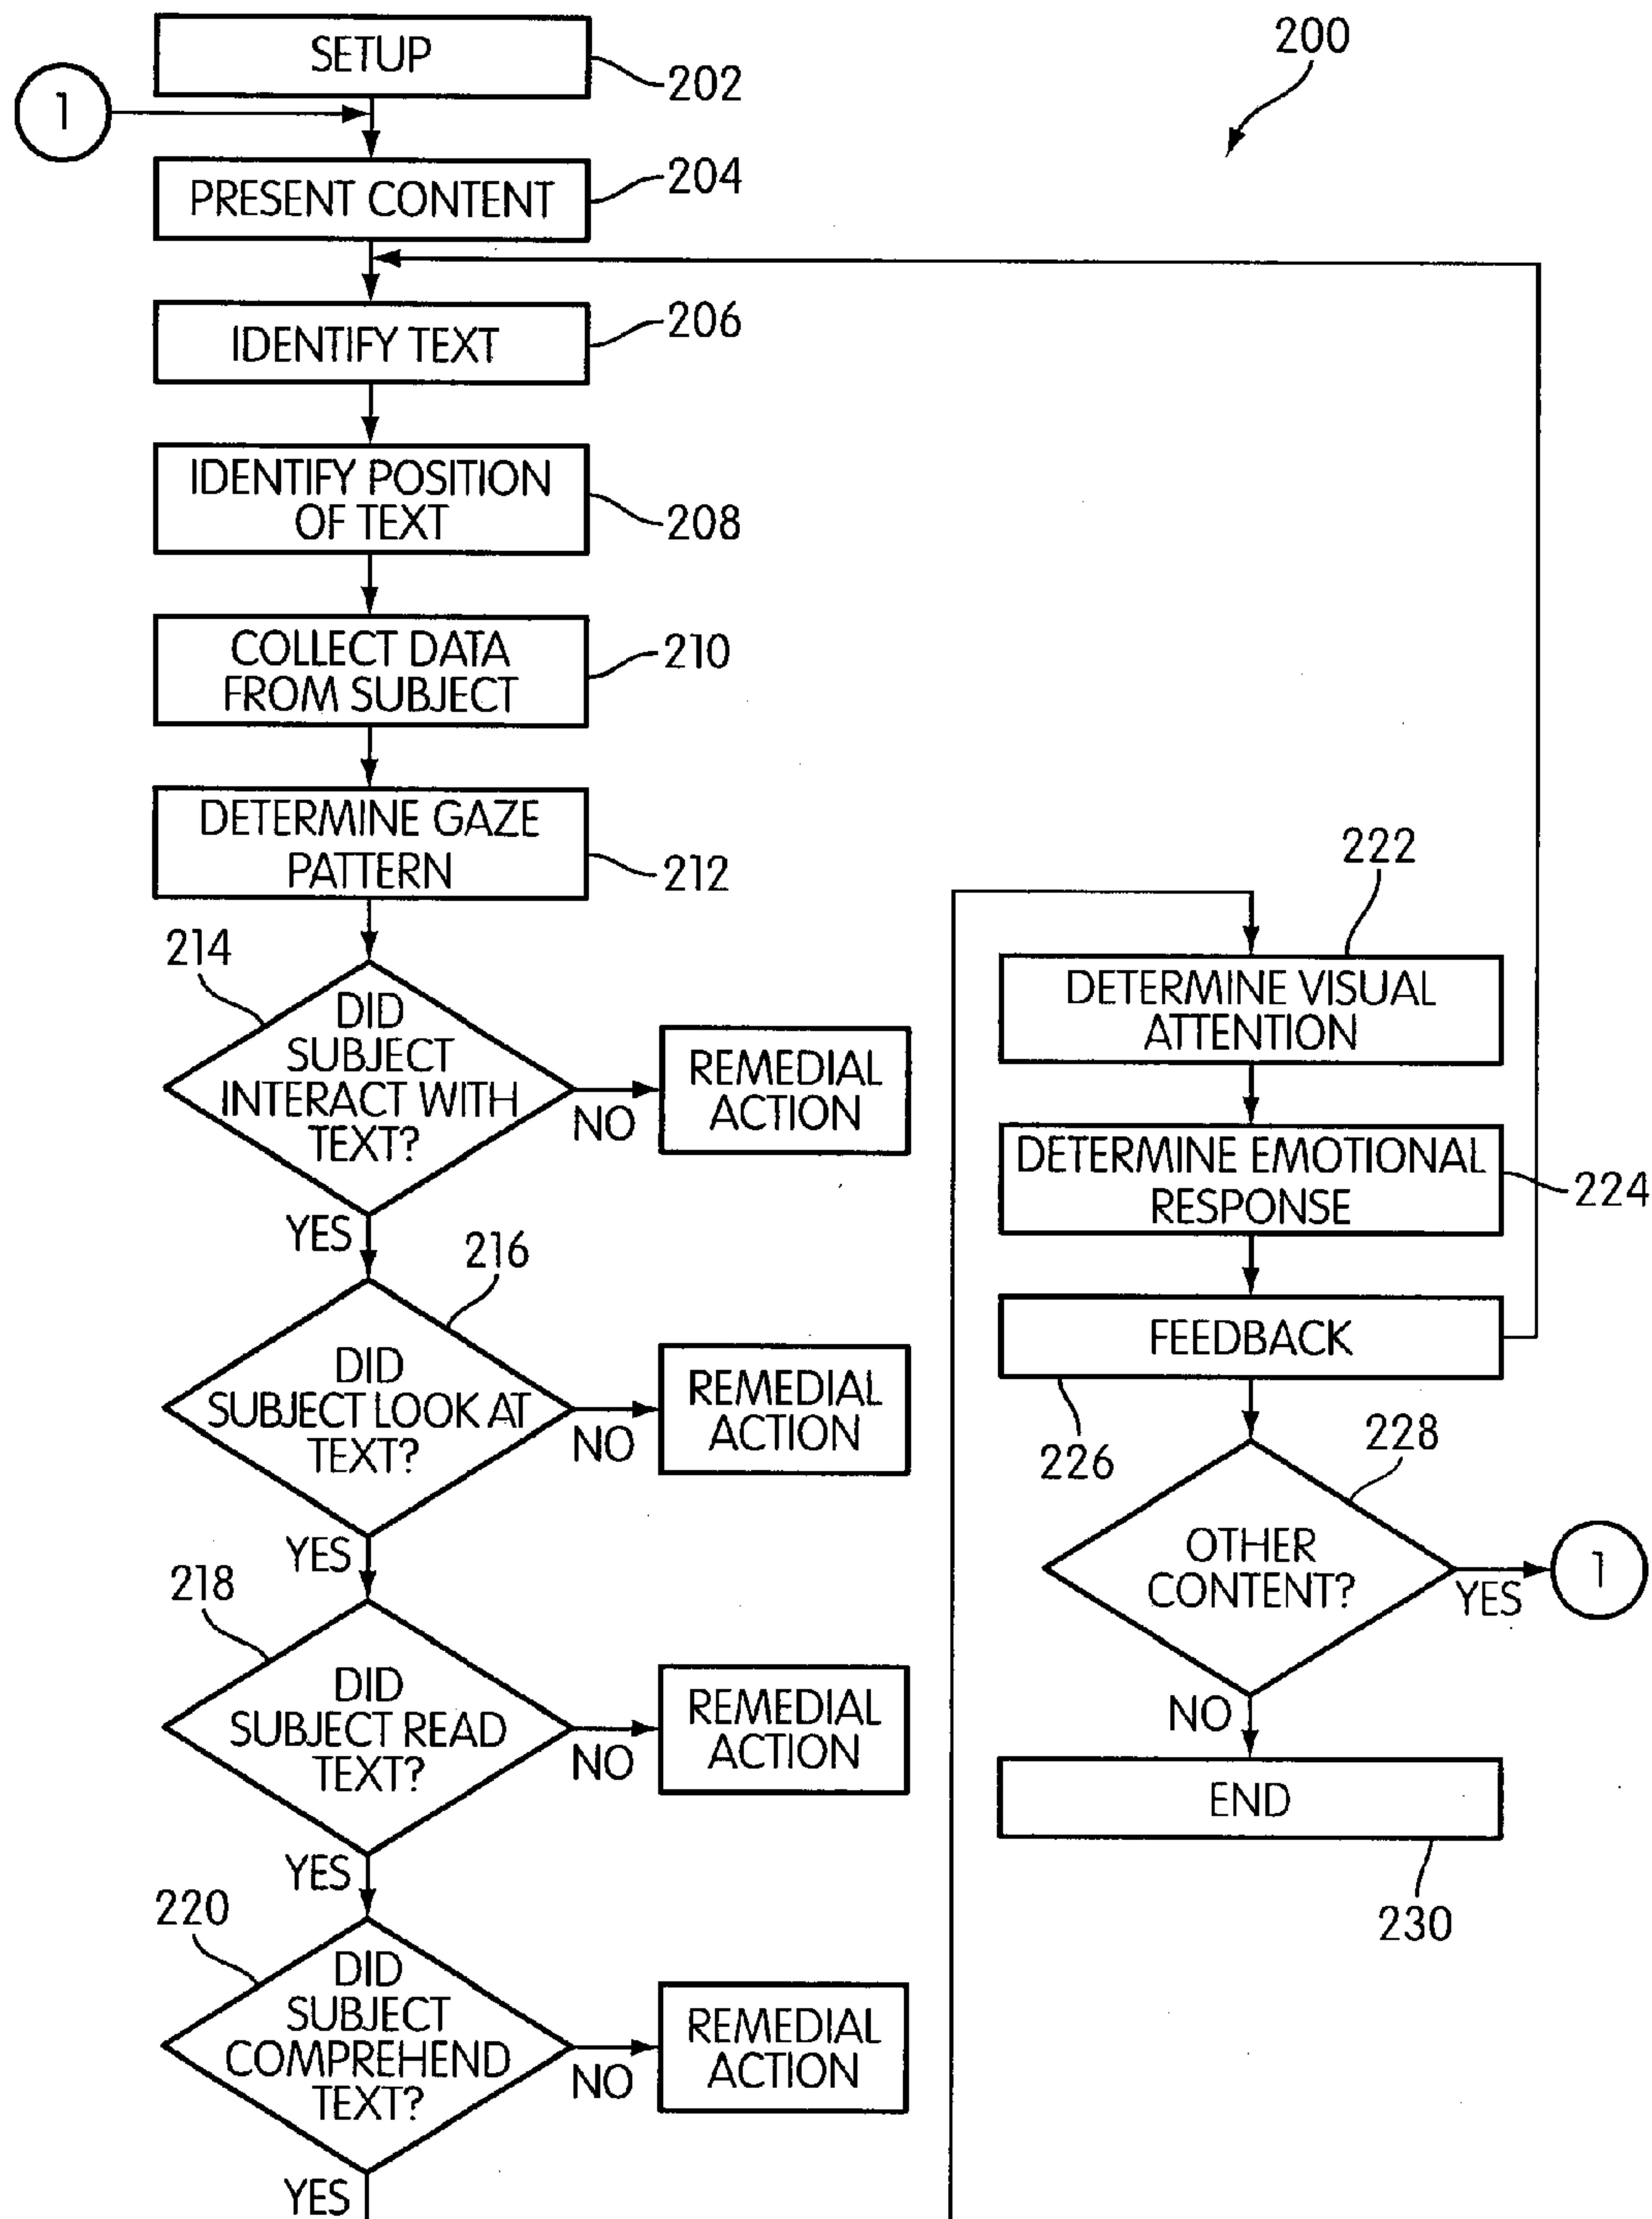 SETUP
202
200
1
PRESENT CONTENT
204
IDENTIFY TEXT
206
IDENTIFY POSITION
OF TEXT
208
COLLECT DATA
FROM SUBJECT
210
DETERMINE GAZE
PATTERN
212
214
DID
SUBJECT
INTERACT WITH
TEXT?
NO
REMEDIAL
ACTION
YES
216
DID
SUBJECT LOOK AT
TEXT?
NO
REMEDIAL
ACTION
YES
218
DID
SUBJECT READ
TEXT?
NO
REMEDIAL
ACTION
YES
220
DID
SUBJECT
COMPREHEND
TEXT?
NO
REMEDIAL
ACTION
YES
222
DETERMINE VISUAL
ATTENTION
DETERMINE EMOTIONAL
RESPONSE
224
FEEDBACK
226
228
OTHER
CONTENT?
YES
1
NO
END
230